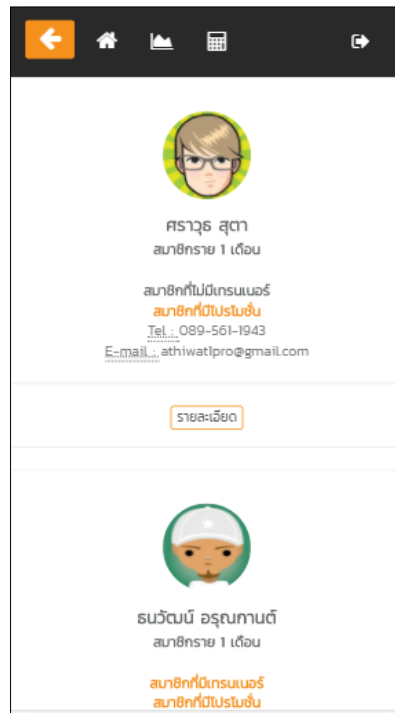 ศราวุธ สุตา
สมาชิกราย 1 เดือน
สมาชิกที่ไม่มีเทรนเนอร์
สมาชิกที่มีโปรโมชั่น
Tel : 089-561-1943
E-mail : athiwat1pro@gmail.com
รายละเอียด
ธนวัฒน์ อรุณกานต์
สมาชิกราย 1 เดือน
สมาชิกที่มีเทรนเนอร์
สมาชิกที่มีโปรโมชั่น